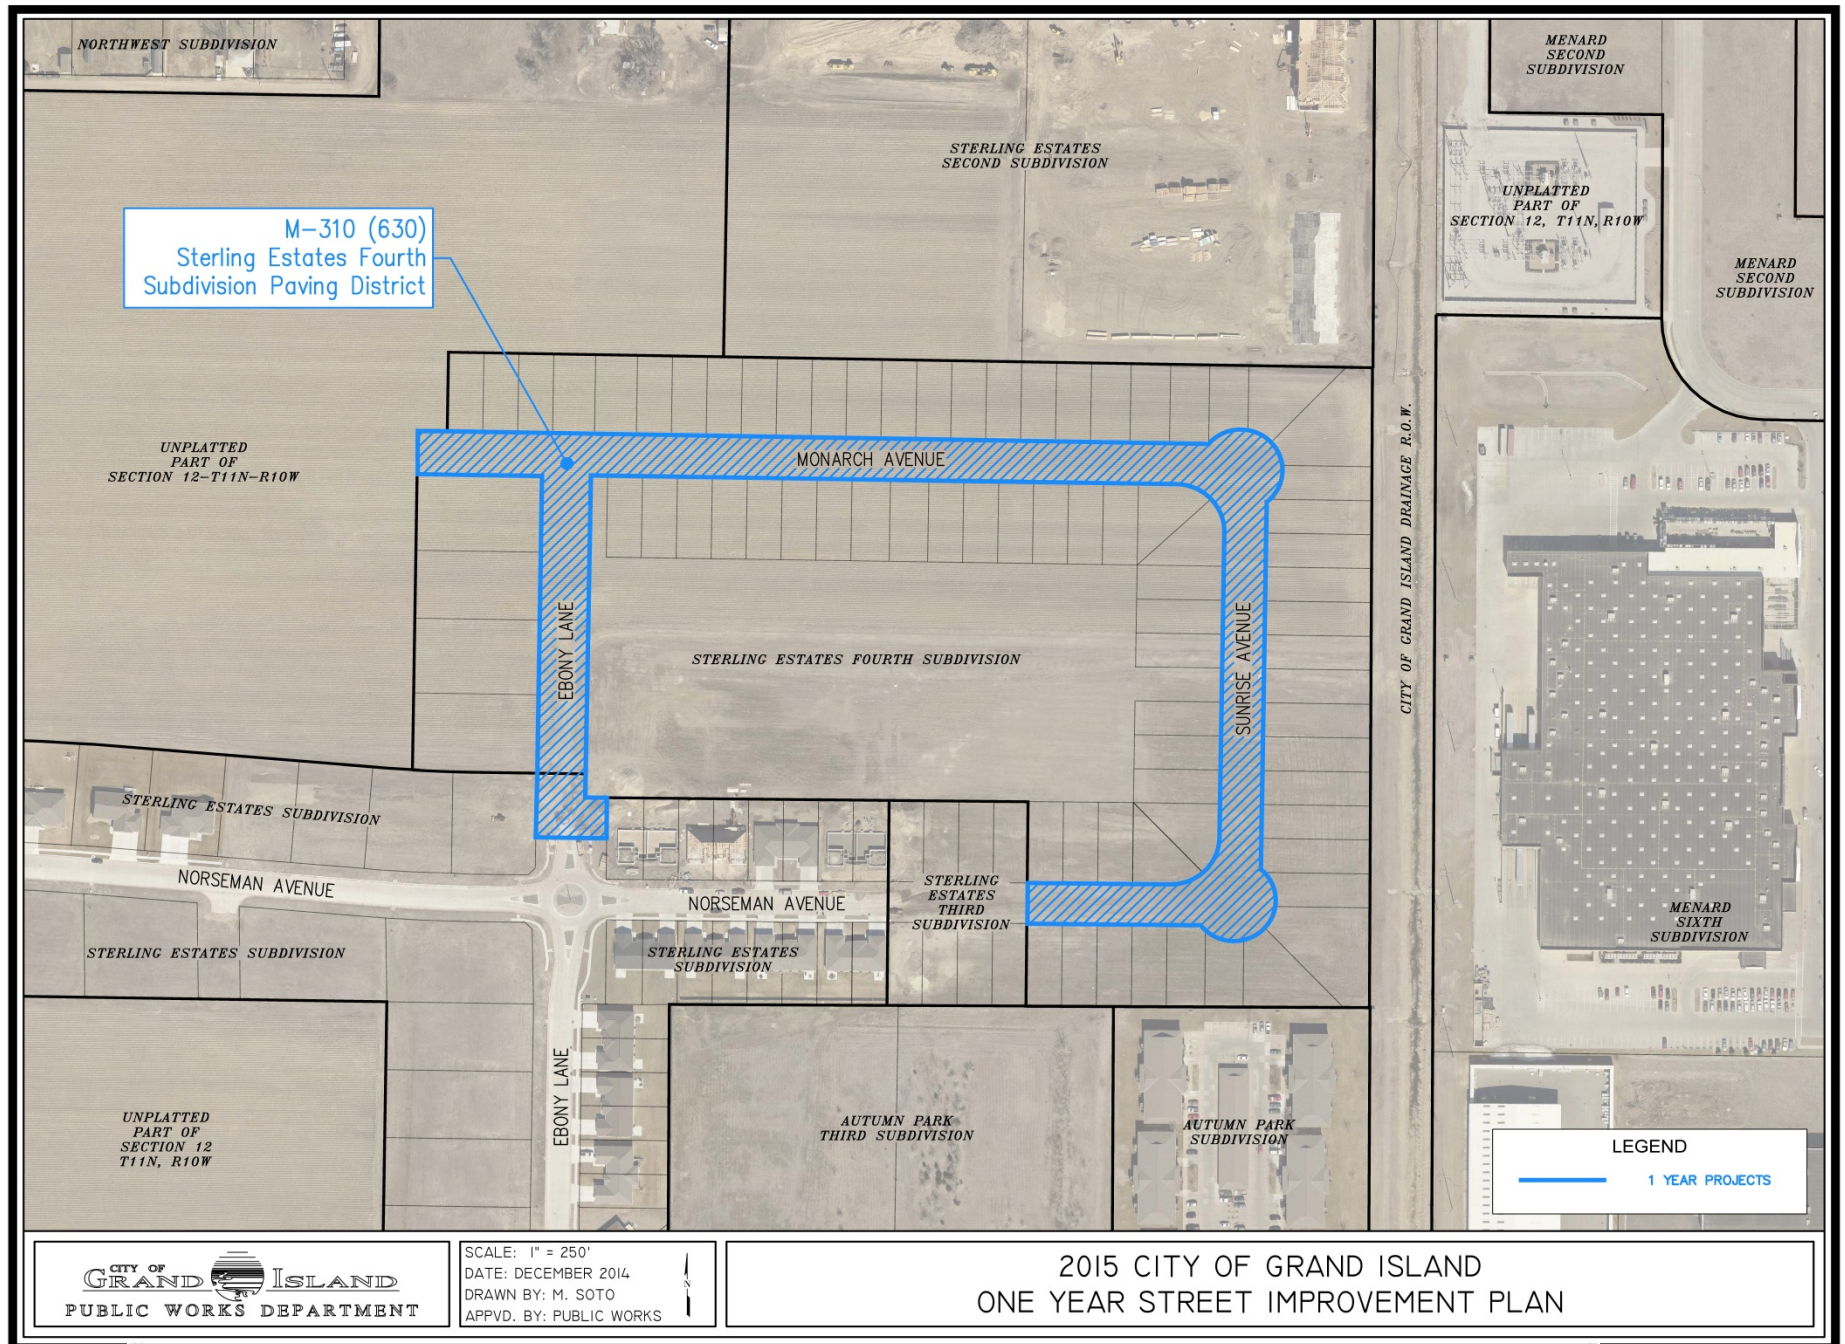 NORTHWEST SUBDIVISION
MENARD
SECOND
SUBDIVISION
STERLING ESTATES
SECOND SUBDIVISION
UNPLATTED
PART OF
SECTION 12, T11N, R10W
M-310 (630)
Sterling Estates Fourth
Subdivision Paving District
MENARD
SECOND
SUBDIVISION
UNPLATTED
PART OF
SECTION 12-T11N-R10W
MONARCH AVENUE
CITY OF GRAND ISLAND DRAINAGE R.O.W.
EBONY LANE
STERLING ESTATES FOURTH SUBDIVISION
SUNRISE AVENUE
STERLING ESTATES SUBDIVISION
NORSEMAN AVENUE
NORSEMAN AVENUE
STERLING
ESTATES
THIRD
SUBDIVISION
MENARD
SIXTH
SUBDIVISION
STERLING ESTATES SUBDIVISION
STERLING ESTATES
SUBDIVISION
EBONY LANE
UNPLATTED
PART OF
SECTION 12
T11N, R10W
AUTUMN PARK
THIRD SUBDIVISION
AUTUMN PARK
SUBDIVISION
LEGEND
1 YEAR PROJECTS
CITY OF
GRAND ISLAND
PUBLIC WORKS DEPARTMENT
SCALE: 1" = 250'
DATE: DECEMBER 2014
DRAWN BY: M. SOTO
APPVD. BY: PUBLIC WORKS
N
2015 CITY OF GRAND ISLAND
ONE YEAR STREET IMPROVEMENT PLAN